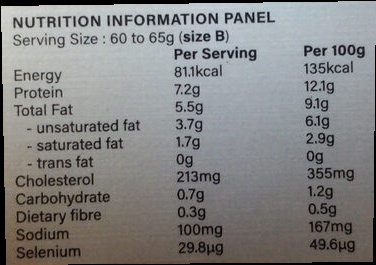 NUTRITION INFORMATION PANEL
Serving Size : 60 to 65g (size B)
Per Serving Per 100g
Energy 81.1kcal 135kcal
Protein 7.2g 12.1g
Total Fat 5.5g 9.1g
- unsaturated fat 3.7g 6.1g
- saturated fat 1.7g 2.9g
- trans fat 0g 0g
Cholesterol 213mg 355mg
Carbohydrate 0.7g 1.2g
Dietary fibre 0.3g 0.5g
Sodium 100mg 167mg
Selenium 29.8µg 49.6µg